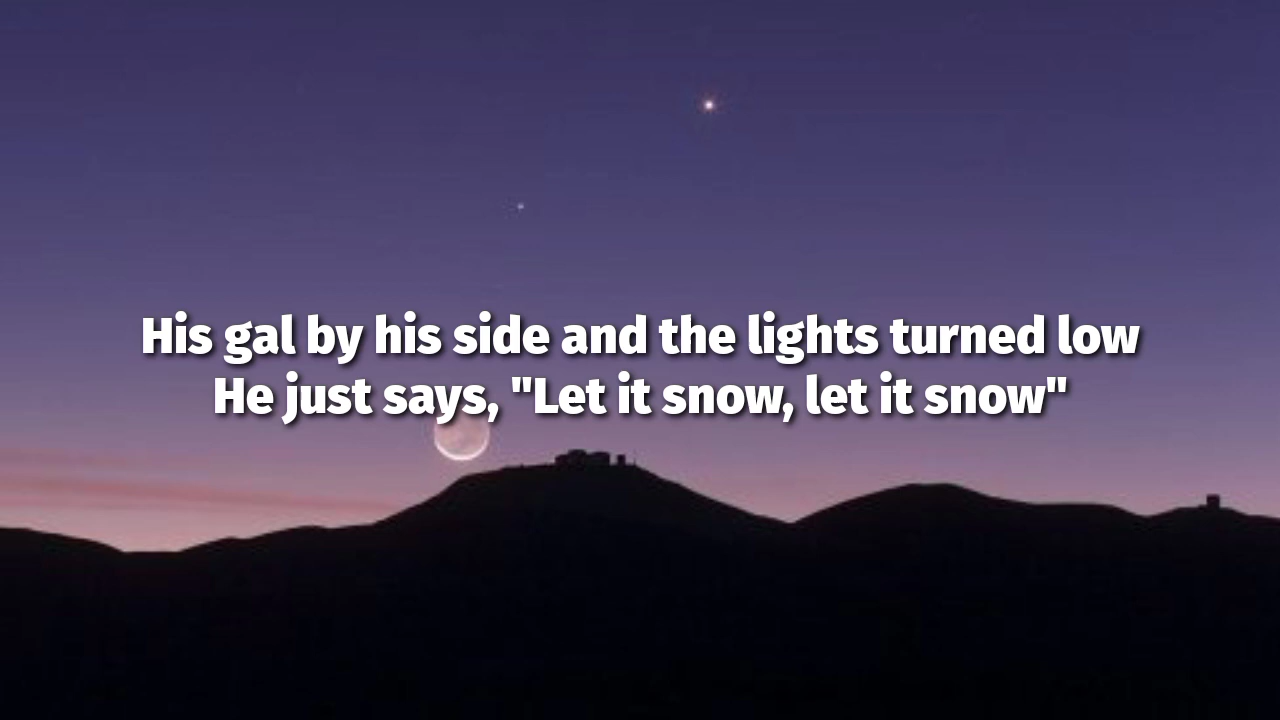 His gal by his side and the lights turned low
He just says, "Let it snow, let it snow"